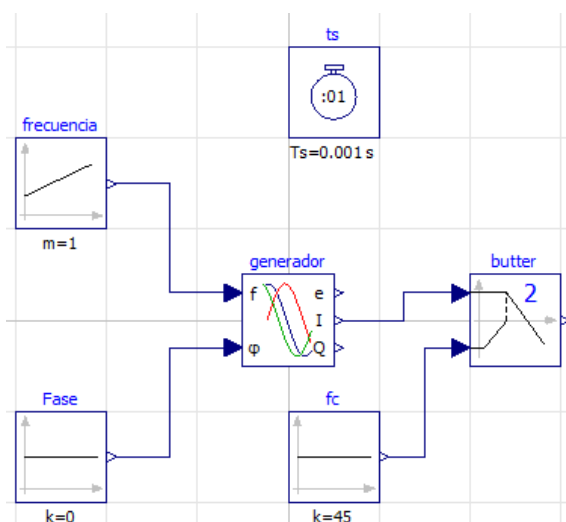 ts
:01
Ts=0.001 s
frecuencia
m=1
generador
f
e
I
φ
Q
butter
2
Fase
k=0
fc
k=45